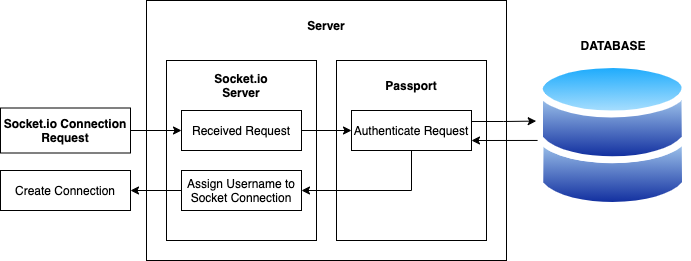 Server
DATABASE
Socket.io
Server
Passport
Socket.io Connection
Request
Received Request
Authenticate Request
Create Connection
Assign Username to
Socket Connection